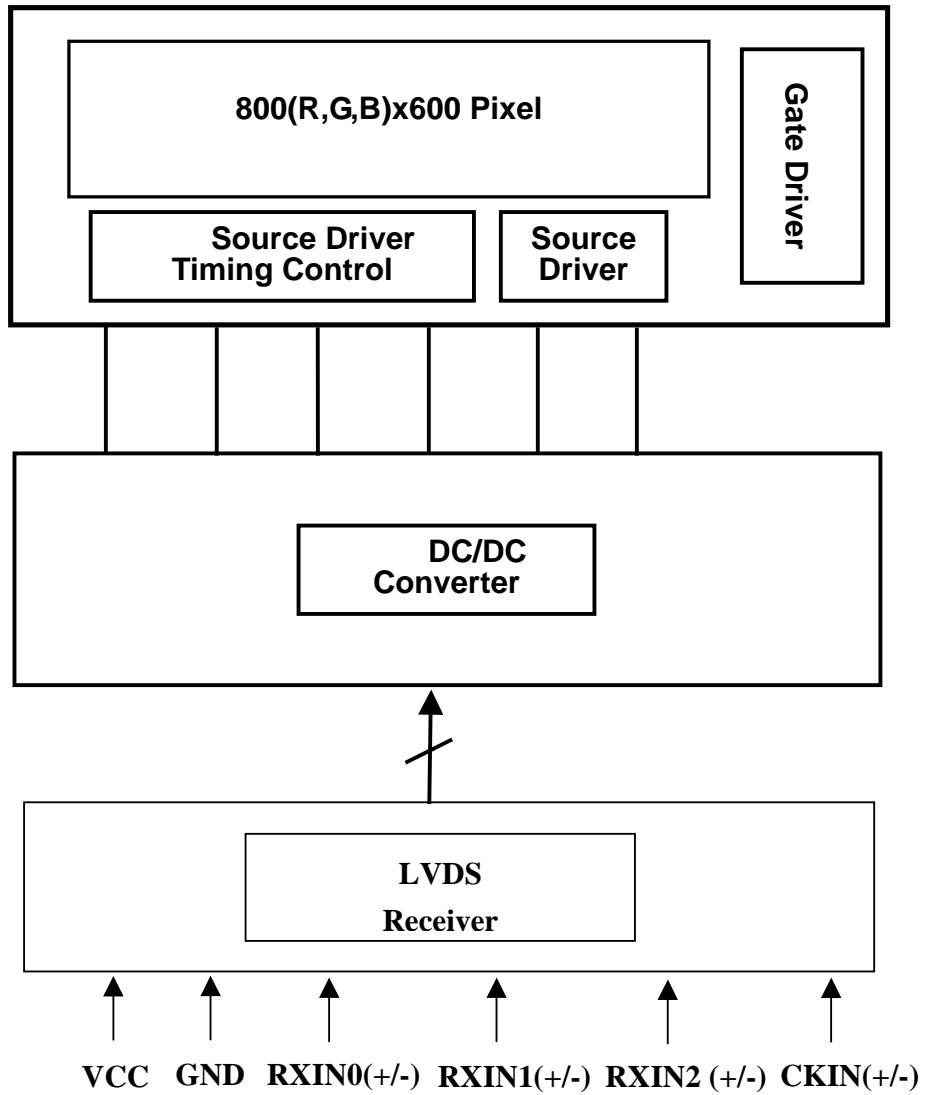 800(R,G,B)x600 Pixel
Gate Driver
Source Driver
Timing Control
Source
Driver
DC/DC
Converter
LVDS
Receiver
VCC GND RXIN0(+/-) RXIN1(+/-) RXIN2 (+/-) CKIN(+/-)